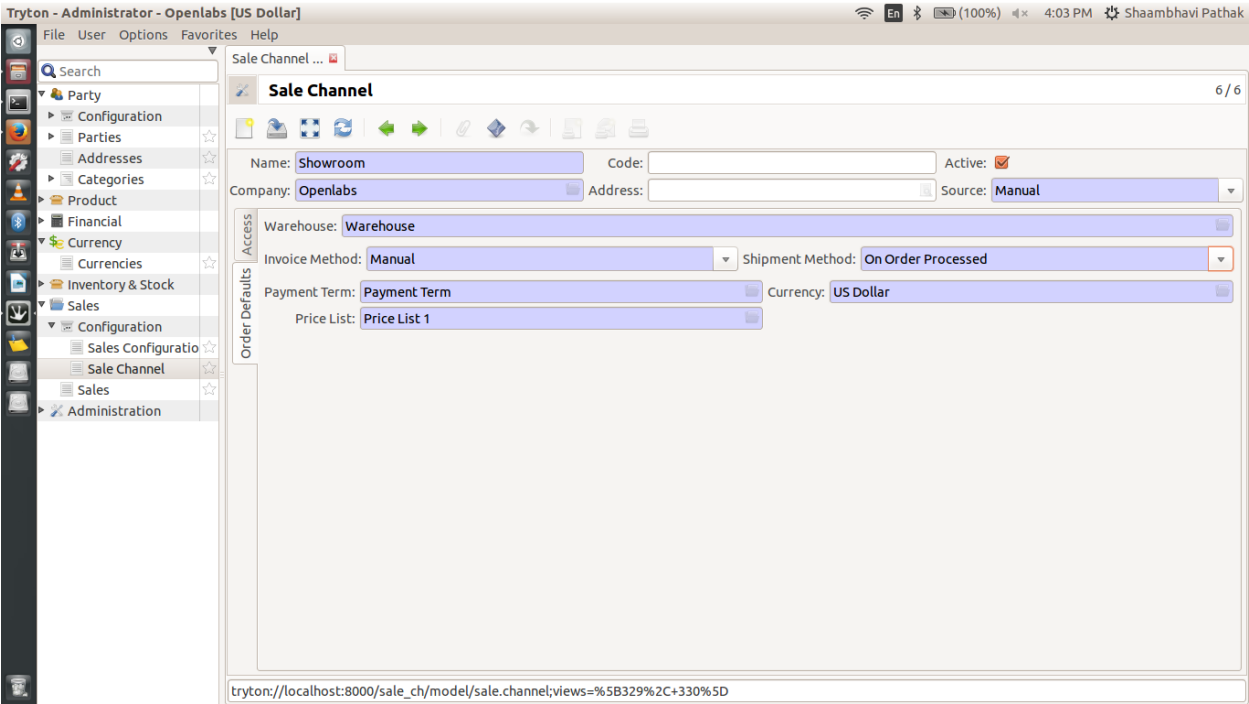 Tryton - Administrator - Openlabs [US Dollar]
En (100%) 4:03 PM Shaambhavi Pathak
File User Options Favorites Help
Search
Party
Configuration
Parties
Addresses
Categories
Product
Financial
Currency
Currencies
Inventory & Stock
Sales
Configuration
Sales Configuratio
Sale Channel
Sales
Administration
Sale Channel ...
Sale Channel 6 / 6
Name: Showroom Code: Active:
Company: Openlabs Address: Source: Manual
Access
Order Defaults
Warehouse: Warehouse
Invoice Method: Manual Shipment Method: On Order Processed
Payment Term: Payment Term Currency: US Dollar
Price List: Price List 1
tryton://localhost:8000/sale_ch/model/sale.channel;views=%5B329%2C+330%5D